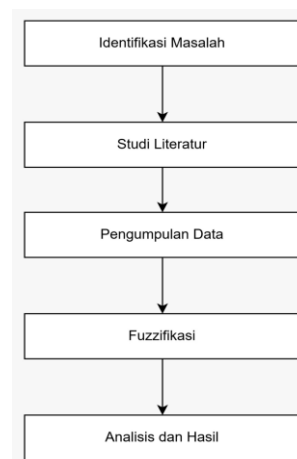 Identifikasi Masalah
Studi Literatur
Pengumpulan Data
Fuzzifikasi
Analisis dan Hasil